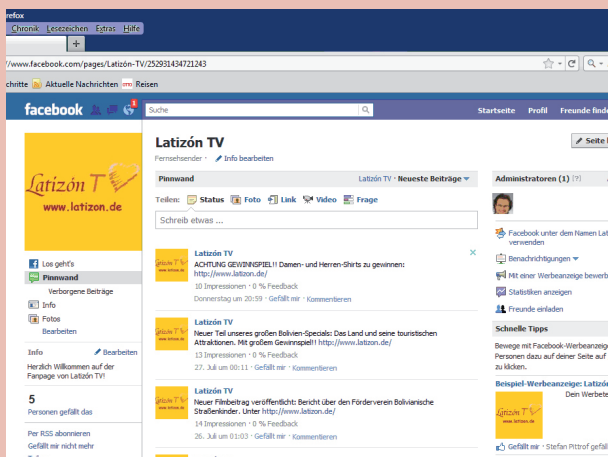 refox
Chronik Lesezeichen Extras Hilfe
+
//www.facebook.com/pages/Latizón-TV/252931434721243
chritte Aktuelle Nachrichten Reisen
facebook 1 Suche Startseite Profil Freunde finde
Latizón TV
www.latizon.de
Latizón TV
Fernsehsender · Info bearbeiten
Seite b
Pinnwand Latizón TV · Neueste Beiträge
Teilen: Status Foto Link Video Frage
Schreib etwas ...
Latizón TV
ACHTUNG GEWINNSPIEL!! Damen- und Herren-Shirts zu gewinnen:
http://www.latizon.de/
10 Impressionen · 0 % Feedback
Donnerstag um 20:59 · Gefällt mir · Kommentieren
Latizón TV
Neuer Teil unseres großen Bolivien-Specials: Das Land und seine touristischen
Attraktionen. Mit großem Gewinnspiel!! http://www.latizon.de/
13 Impressionen · 0 % Feedback
27. Juli um 00:11 · Gefällt mir · Kommentieren
Latizón TV
Neuer Filmbeitrag veröffentlicht: Bericht über den Förderverein Bolivianische
Straßenkinder. Unter http://www.latizon.de/
14 Impressionen · 0 % Feedback
26. Juli um 01:03 · Gefällt mir · Kommentieren
Los geht's
Pinnwand
Verborgene Beiträge
Info
Fotos
Bearbeiten
Info Bearbeiten
Herzlich Willkommen auf der
Fanpage von Latizón TV!
5
Personen gefällt das
Per RSS abonnieren
Gefällt mir nicht mehr
Administratoren (1) [?]
Facebook unter dem Namen Lat
verwenden
Benachrichtigungen
Mit einer Werbeanzeige bewerb
Statistiken anzeigen
Freunde einladen
Schnelle Tipps
Bewege mit Facebook-Werbeanzeige
Personen dazu auf deiner Seite auf
zu klicken.
Beispiel-Werbeanzeige: Latizó
Dein Werbete
Latizón TV
www.latizon.de
Gefällt mir · Stefan Pittrof gefäll